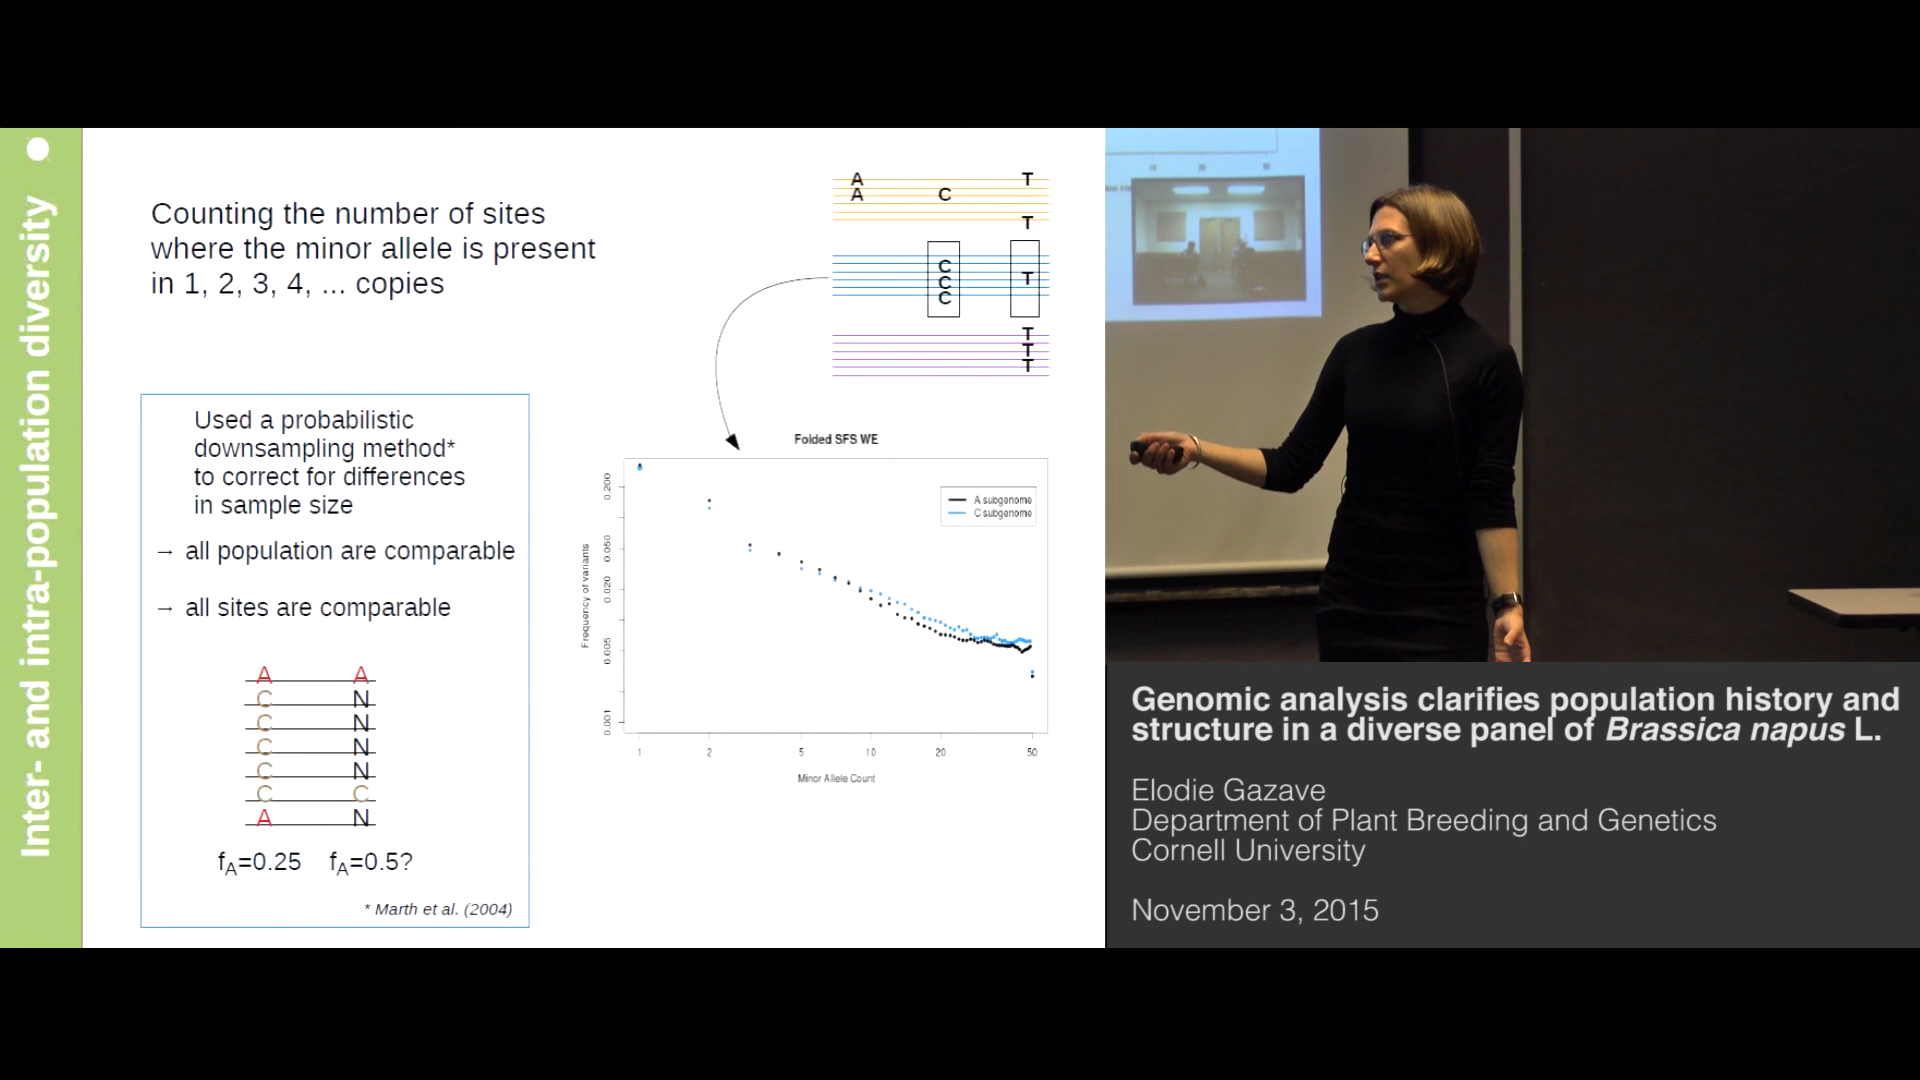 Inter- and intra-population diversity
Counting the number of sites
where the minor allele is present
in 1, 2, 3, 4, ... copies
A T
A C
T
C
C T
C
T
T
T
Used a probabilistic
downsampling method*
to correct for differences
in sample size
→ all population are comparable
→ all sites are comparable
A A
C N
C N
C N
C N
C C
A N
fA=0.25 fA=0.5?
* Marth et al. (2004)
Folded SFS WE
A subgenome
C subgenome
Frequency of variants
0.200
0.050
0.020
0.005
0.001
1 2 5 10 20 50
Minor Allele Count
Genomic analysis clarifies population history and
structure in a diverse panel of Brassica napus L.
Elodie Gazave
Department of Plant Breeding and Genetics
Cornell University
November 3, 2015